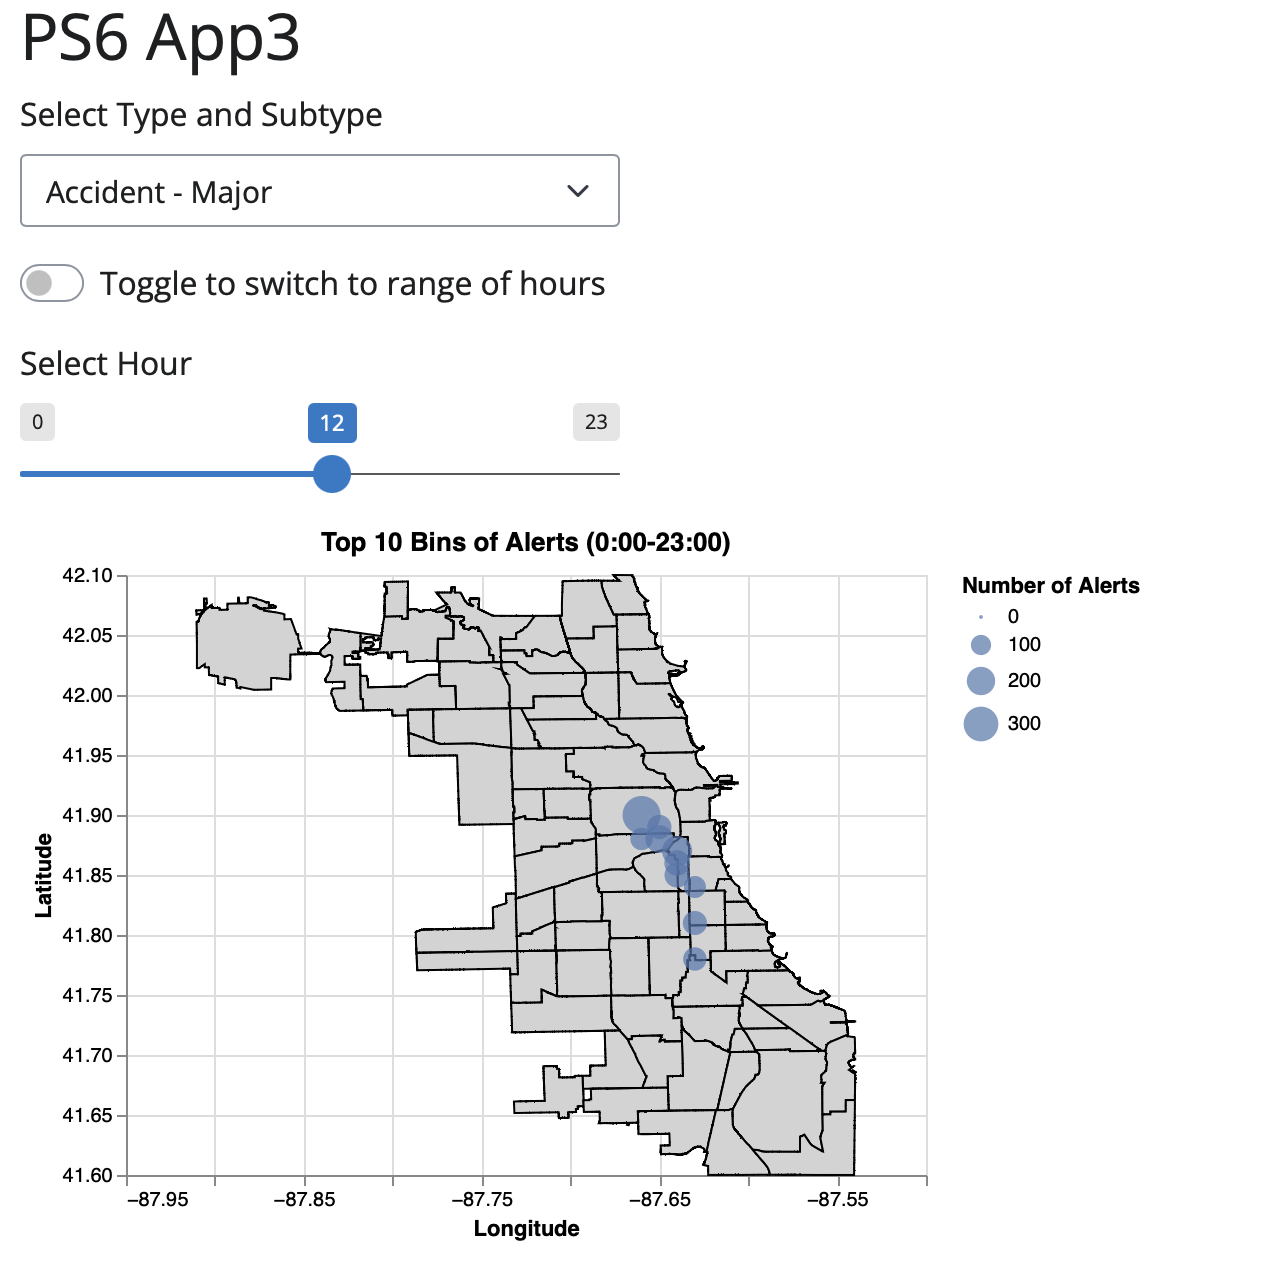 PS6 App3
Select Type and Subtype
Accident - Major
Toggle to switch to range of hours
Select Hour
0 12 23
Top 10 Bins of Alerts (0:00-23:00)
Number of Alerts
0
100
200
300
Latitude
42.10
42.05
42.00
41.95
41.90
41.85
41.80
41.75
41.70
41.65
41.60
−87.95 −87.85 −87.75 −87.65 −87.55
Longitude